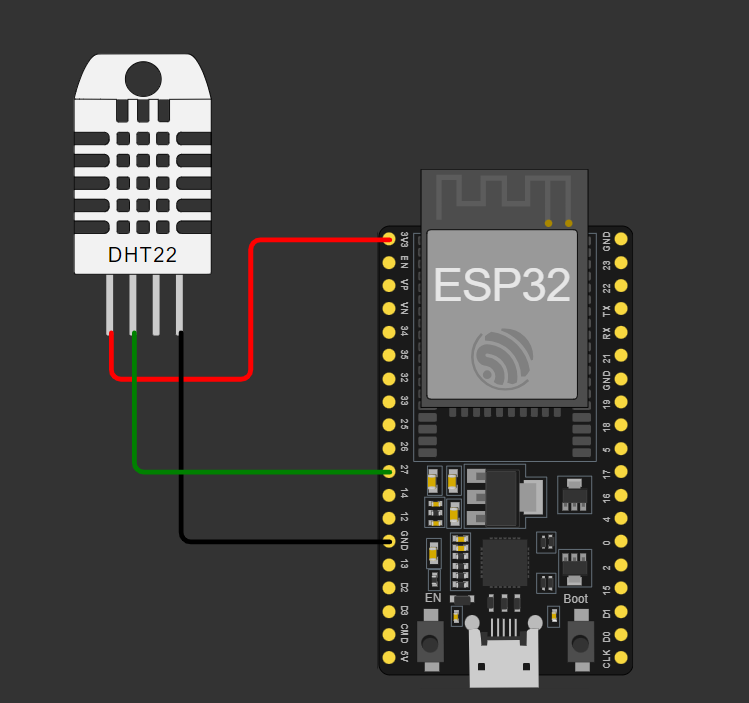 DHT22
ESP32
3V3
EN
VP
VN
34
35
32
33
25
26
27
14
12
GND
13
D2
D3
CMD
5V
GND
23
22
TX
RX
21
GND
19
18
5
17
16
4
0
2
15
D1
D0
CLK
EN
Boot